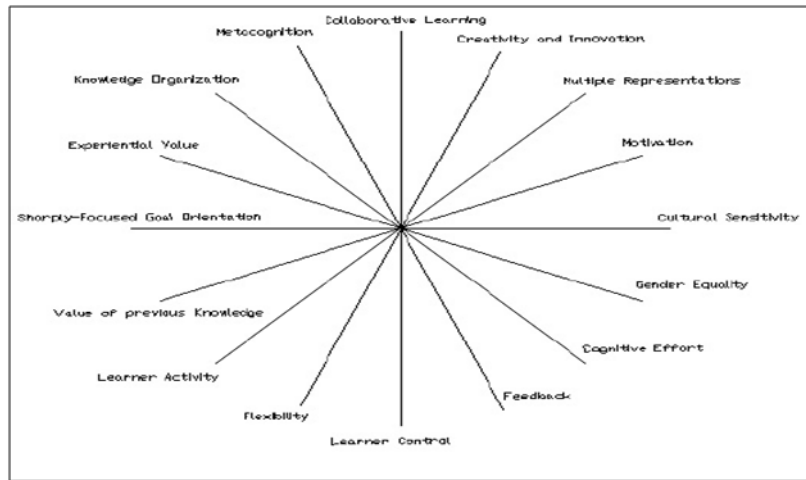 Collaborative Learning
Metacognition
Creativity and Innovation
Knowledge Organization
Multiple Representations
Experiential Value
Motivation
Sharply-Focused Goal Orientation
Cultural Sensitivity
Gender Equality
Value of previous Knowledge
Cognitive Effort
Learner Activity
Feedback
Flexibility
Learner Control